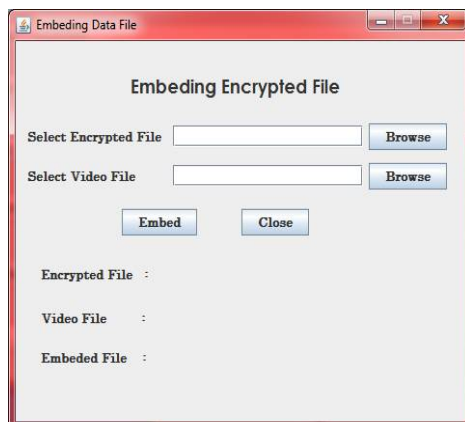 Embeding Data File
Embeding Encrypted File
Select Encrypted File Browse
Select Video File Browse
Embed Close
Encrypted File :
Video File :
Embeded File :